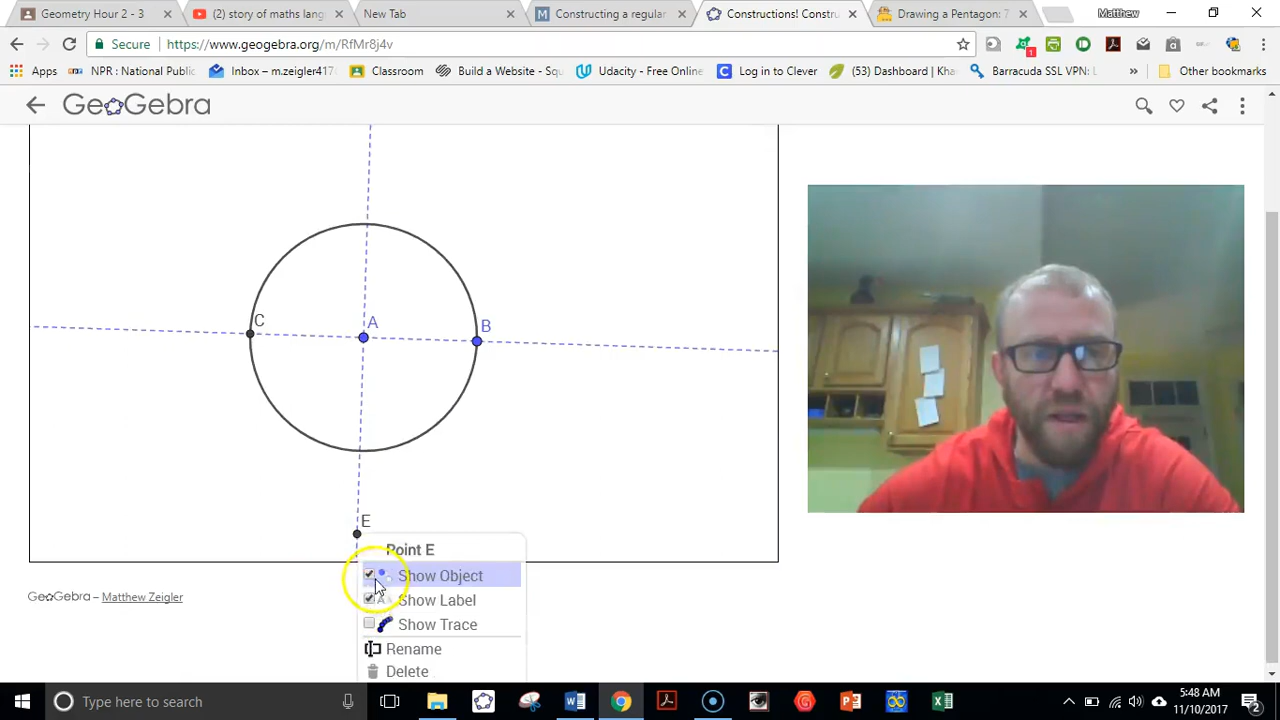 Geometry Hour 2 - 3
(2) story of maths lang
New Tab
Constructing a regular
Constructions! Constru
Drawing a Pentagon: 7
Matthew
Secure
https://www.geogebra.org/m/RfMr8j4v
Apps
NPR : National Public
Inbox – m.zeigler417
Classroom
Build a Website - Squ
Udacity - Free Online
Log in to Clever
(53) Dashboard | Kha
Barracuda SSL VPN: L
»
Other bookmarks
GeoGebra
C
A
B
E
Point E
Show Object
Show Label
Show Trace
Rename
Delete
GeoGebra – Matthew Zeigler
Type here to search
5:48 AM
11/10/2017